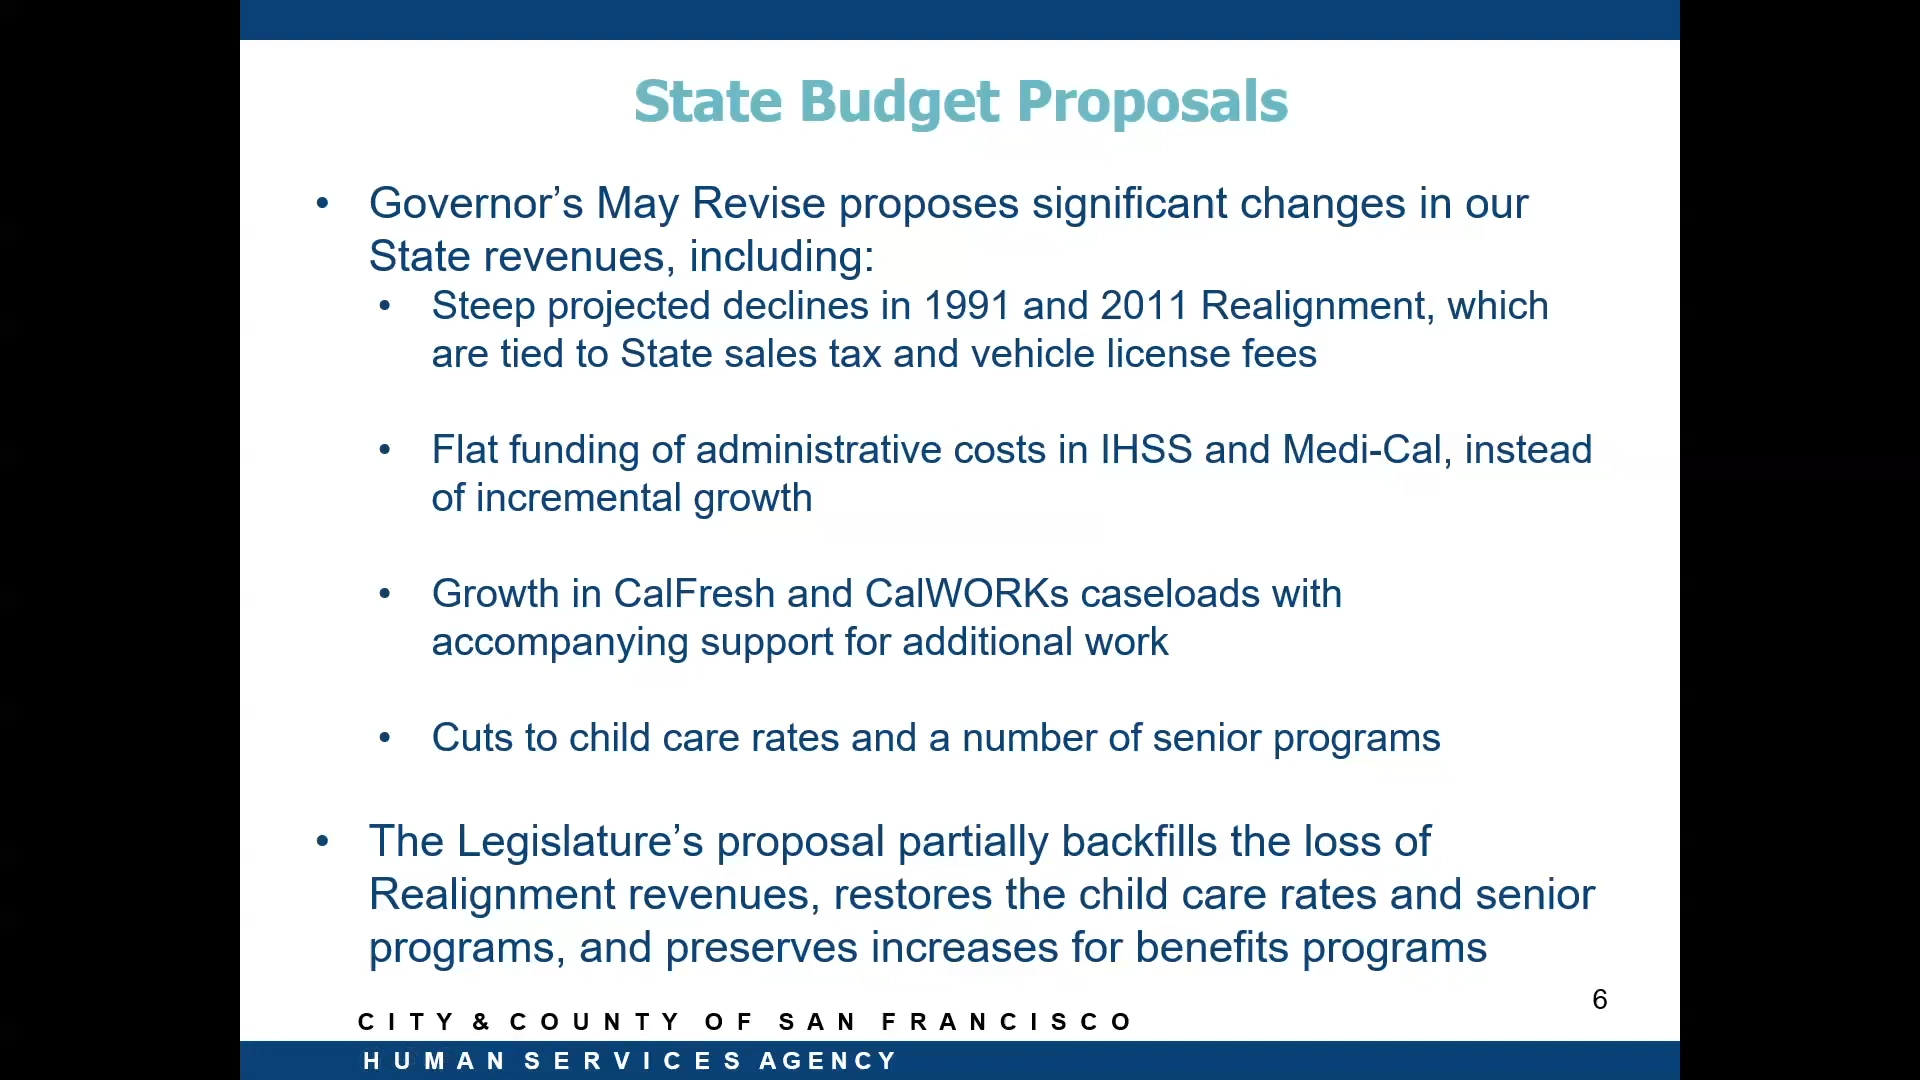 State Budget Proposals
• Governor’s May Revise proposes significant changes in our
State revenues, including:
• Steep projected declines in 1991 and 2011 Realignment, which
are tied to State sales tax and vehicle license fees
• Flat funding of administrative costs in IHSS and Medi-Cal, instead
of incremental growth
• Growth in CalFresh and CalWORKs caseloads with
accompanying support for additional work
• Cuts to child care rates and a number of senior programs
• The Legislature’s proposal partially backfills the loss of
Realignment revenues, restores the child care rates and senior
programs, and preserves increases for benefits programs
6
CITY & COUNTY OF SAN FRANCISCO
HUMAN SERVICES AGENCY